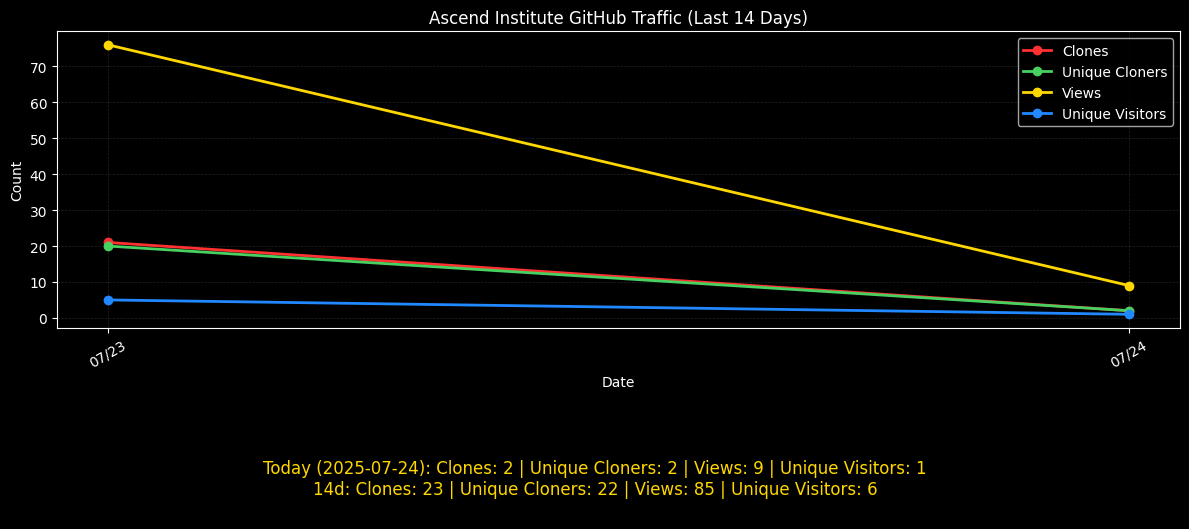 Ascend Institute GitHub Traffic (Last 14 Days)
Clones
Unique Cloners
Views
Unique Visitors
Count
70
60
50
40
30
20
10
0
07/23
07/24
Date
Today (2025-07-24): Clones: 2 | Unique Cloners: 2 | Views: 9 | Unique Visitors: 1
14d: Clones: 23 | Unique Cloners: 22 | Views: 85 | Unique Visitors: 6